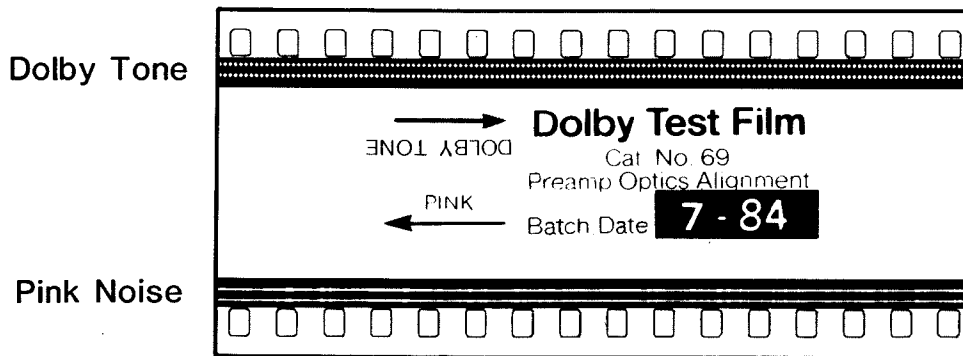 Dolby Tone
Dolby Test Film
DOLBY TONE
Cat. No. 69
Preamp Optics Alignment
PINK
Batch Date 7 - 84
Pink Noise